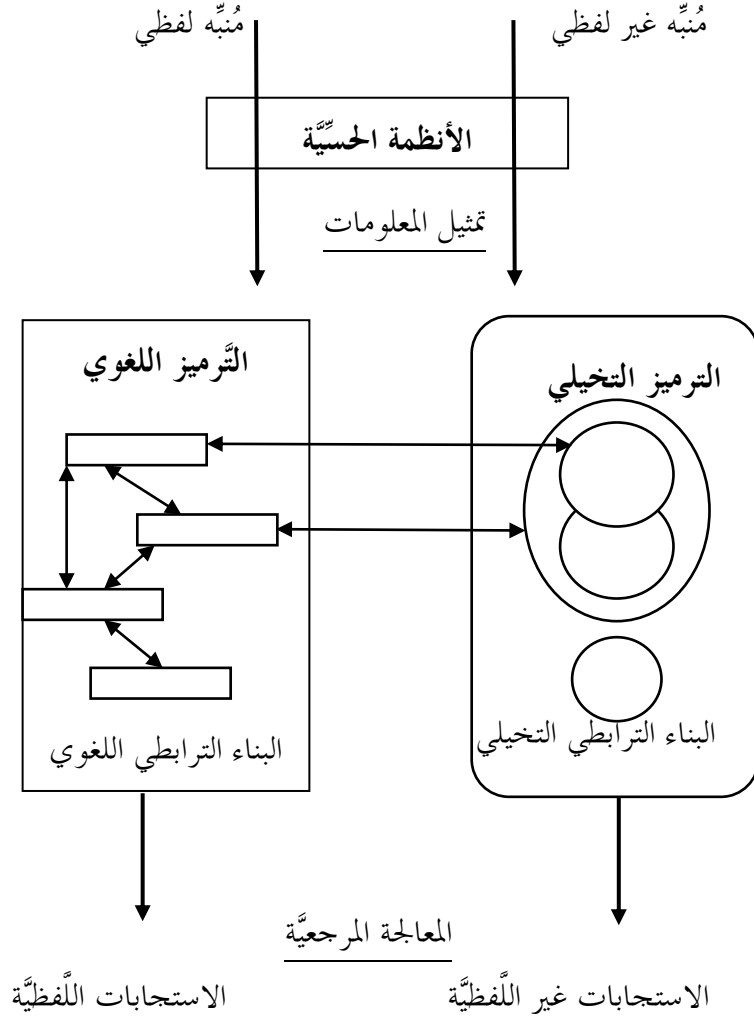 مُنبِّه غير لفظي
مُنبِّه لفظي
الأنظمة الحسِّيَّة
تمثيل المعلومات
الترميز التخيلي
التَّرميز اللغوي
البناء الترابطي التخيلي
البناء الترابطي اللغوي
المعالجة المرجعيَّة
الاستجابات غير اللَّفظيَّة
الاستجابات اللَّفظيَّة